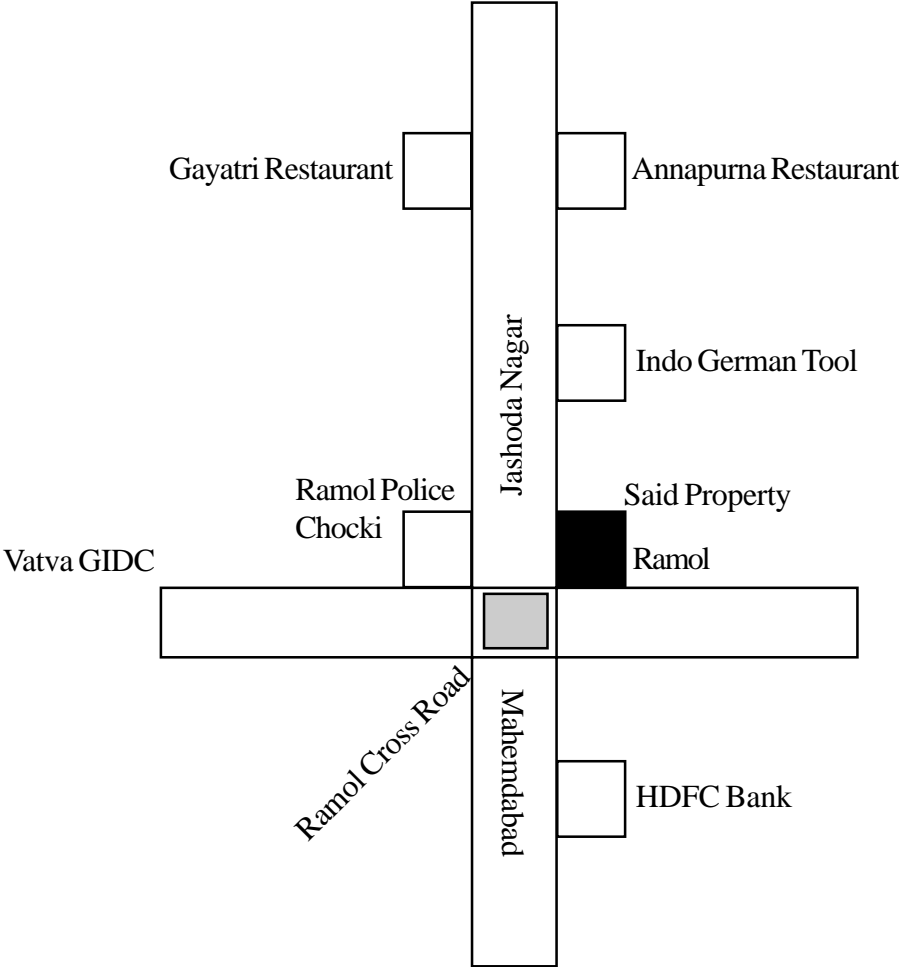 Gayatri Restaurant
Annapurna Restaurant
Jashoda Nagar
Indo German Tool
Ramol Police
Chocki
Said Property
Vatva GIDC
Ramol
Ramol Cross Road
Mahemdabad
HDFC Bank